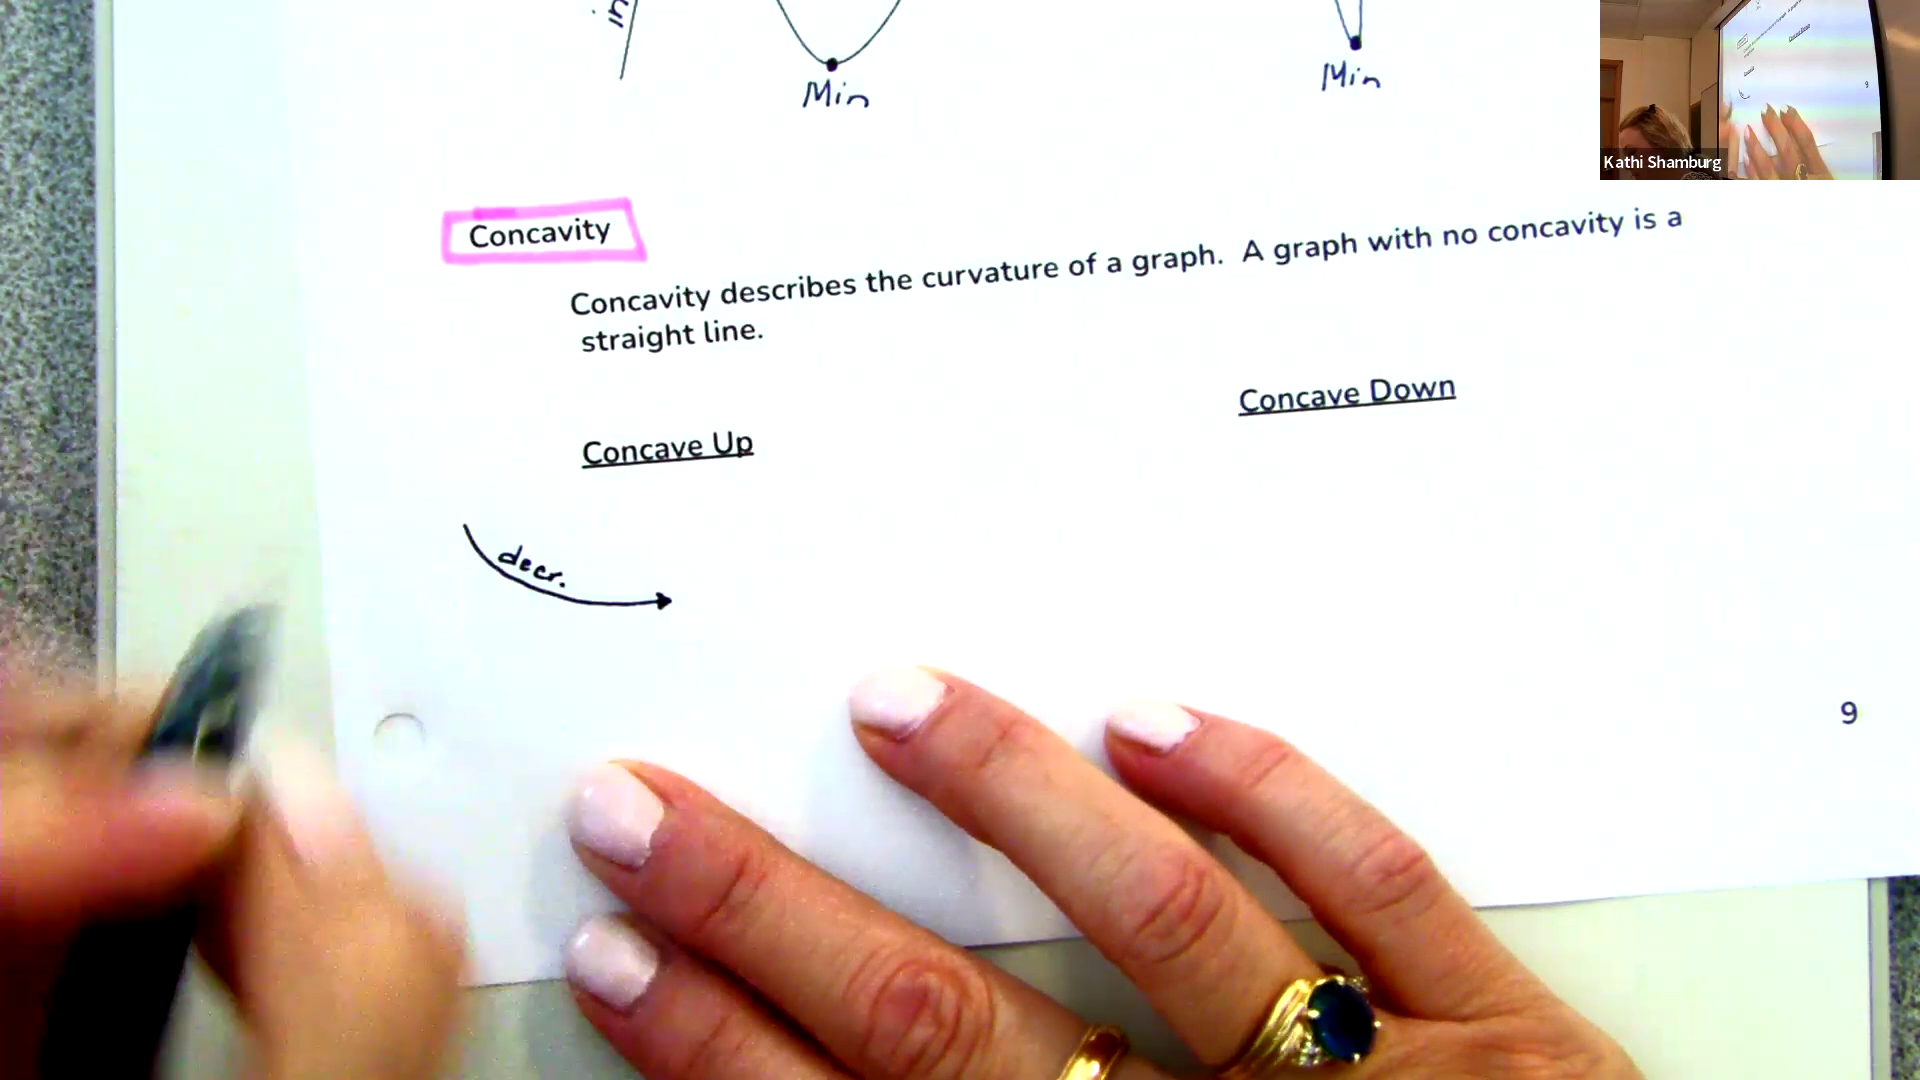 in
Min
Min
Kathi Shamburg
Concavity
Concavity describes the curvature of a graph. A graph with no concavity is a
straight line.
Concave Down
Concave Up
decr.
9